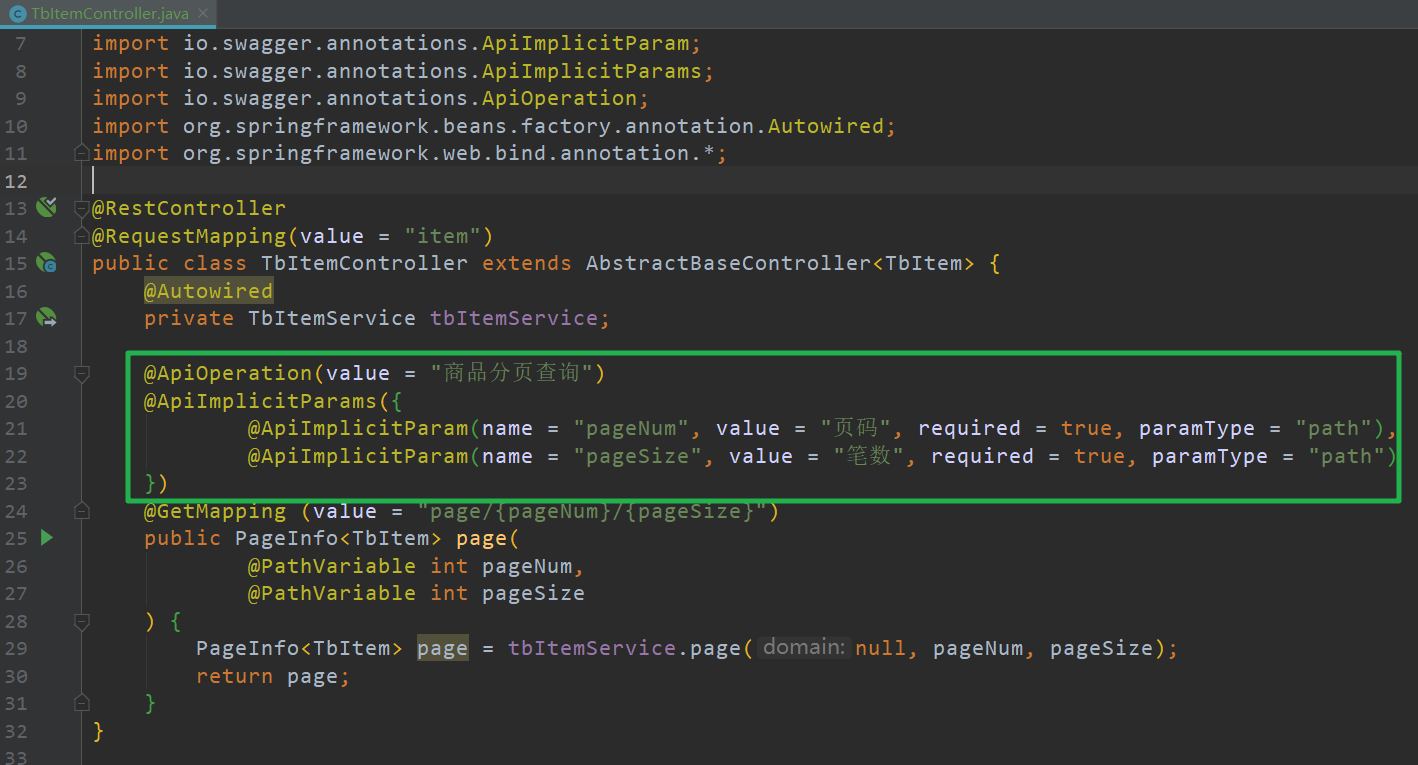 TbItemController.java
7 import io.swagger.annotations.ApiImplicitParam;
8 import io.swagger.annotations.ApiImplicitParams;
9 import io.swagger.annotations.ApiOperation;
10 import org.springframework.beans.factory.annotation.Autowired;
11 import org.springframework.web.bind.annotation.*;
12
13 @RestController
14 @RequestMapping(value = "item")
15 public class TbItemController extends AbstractBaseController<TbItem> {
16 @Autowired
17 private TbItemService tbItemService;
18
19 @ApiOperation(value = "商品分页查询")
20 @ApiImplicitParams({
21 @ApiImplicitParam(name = "pageNum", value = "页码", required = true, paramType = "path"),
22 @ApiImplicitParam(name = "pageSize", value = "笔数", required = true, paramType = "path")
23 })
24 @GetMapping (value = "page/{pageNum}/{pageSize}")
25 public PageInfo<TbItem> page(
26 @PathVariable int pageNum,
27 @PathVariable int pageSize
28 ) {
29 PageInfo<TbItem> page = tbItemService.page( domain: null, pageNum, pageSize);
30 return page;
31 }
32 }
33